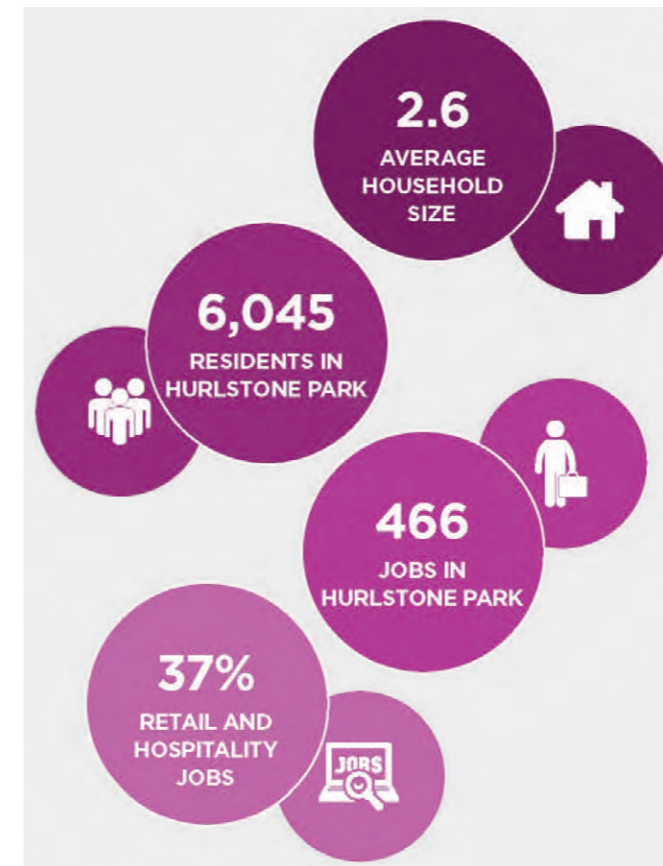 2.6
AVERAGE
HOUSEHOLD
SIZE
6,045
RESIDENTS IN
HURLSTONE PARK
466
JOBS IN
HURLSTONE PARK
37%
RETAIL AND
HOSPITALITY
JOBS
JOBS